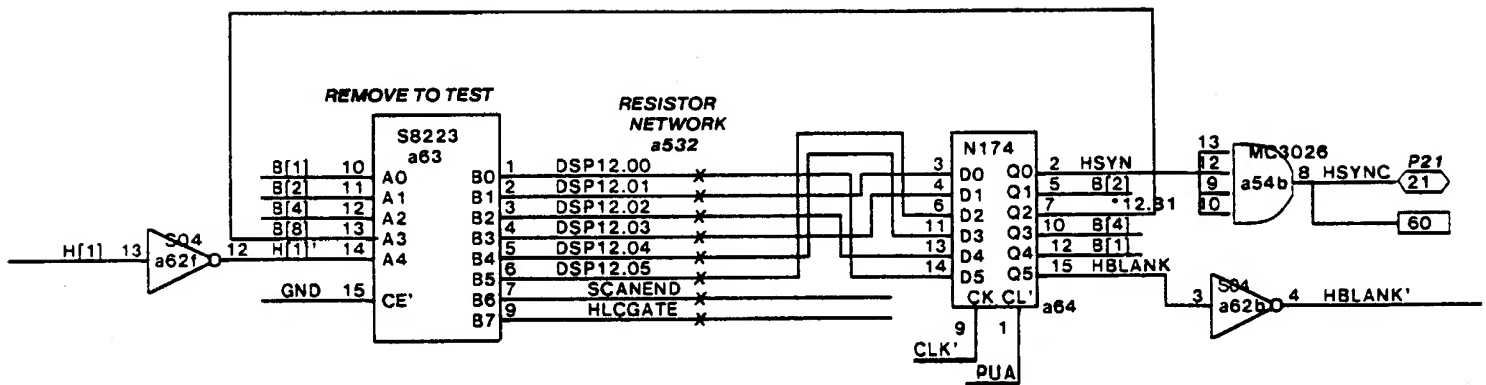 REMOVE TO TEST
RESISTOR
NETWORK
a532
S8223
a63
B[1] 10 A0
B[2] 11 A1
B[4] 12 A2
B[8] 13 A3
H[1]' 14 A4
GND 15 CE'
H[1] 13 S04 a62f 12
B0 1 DSP12.00
B1 2 DSP12.01
B2 3 DSP12.02
B3 4 DSP12.03
B4 5 DSP12.04
B5 6 DSP12.05
B6 7 SCANEND
B7 9 HLCGATE
N174
3 D0 Q0 2 HSYN
4 D1 Q1 5 B[2]
6 D2 Q2 7 *12.B1
11 D3 Q3 10 B[4]
13 D4 Q4 12 B[1]
14 D5 Q5 15 HBLANK
CK CL'
a64
9 1
CLK'
PUA
13
12
9
10
MC3026
a54b
8 HSYNC
P21
21
60
3 S04 a62b 4 HBLANK'